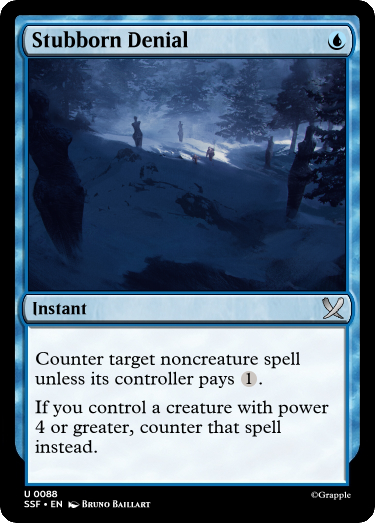 Stubborn Denial
Instant
Counter target noncreature spell
unless its controller pays 1.
If you control a creature with power
4 or greater, counter that spell
instead.
U 0088
SSF • EN Bruno Baillart
©Grapple